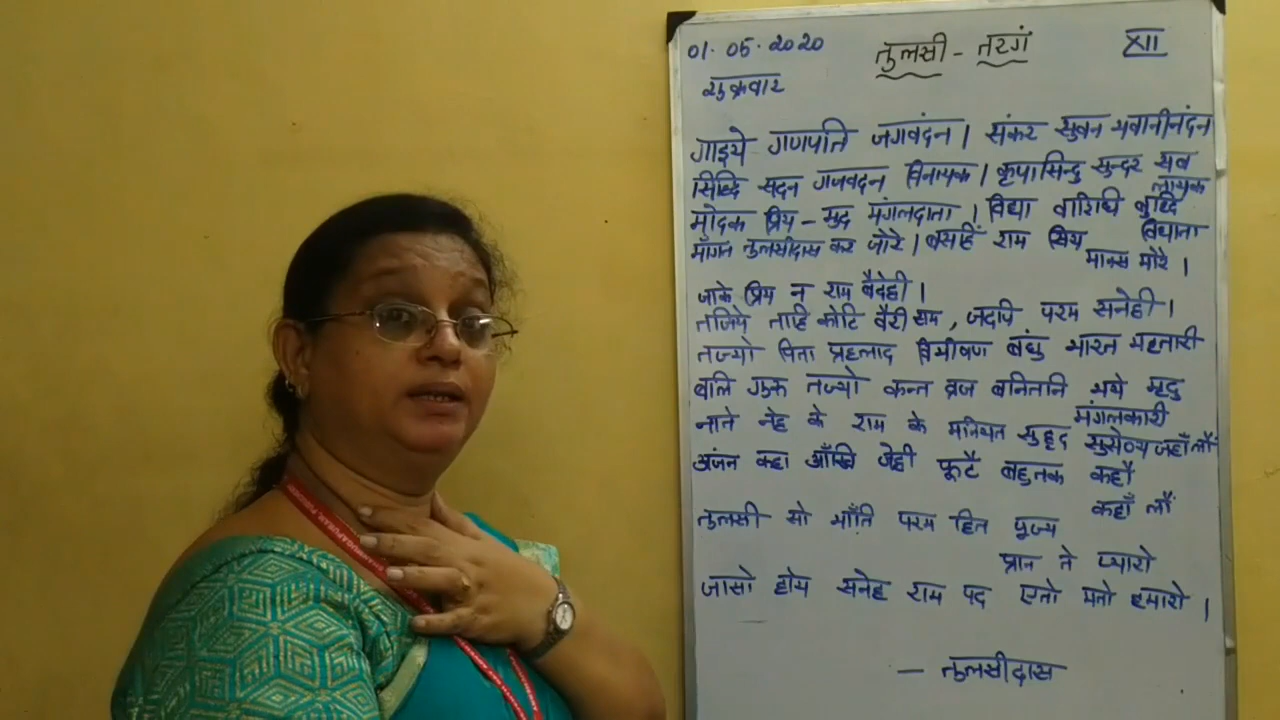 01.05.2020 तुलसी - तरगं XII
शुक्रवार
गाइये गणपति जगवंदन । संकर सुवन भवानीनंदन
सिध्दि सदन गजवदन विनायक । कृपासिन्दु सुन्दर सब लायक
मोदक प्रिय - मुद मंगलदाता । विद्या वारिधि बुध्दि विधाता
माँगत तुलसीदास कर जोरे । बसहिं राम सिय मानस मोरे ।
जाके प्रिय न राम बैदेही ।
तजिये ताहि कोटि वैरी सम , जदपि परम सनेही ।
तज्यो पिता प्रहलाद विभीषण बंधु भरत महतारी
बलि गुरु तज्यो कन्त व्रज बनितनि भये मृदु मंगलकारी
नाते नेह के राम के मनियत सुहृद सुसेव्य जहाँ लौं
अंजन कहा आँखि जेही फूटै बहुतक कहौ कहाँ लौं
तुलसी सो भाँति परम हित पूज्य
प्रान ते प्यारो
जासो होय सनेह राम पद एतो मतो हमारो ।
— तुलसीदास